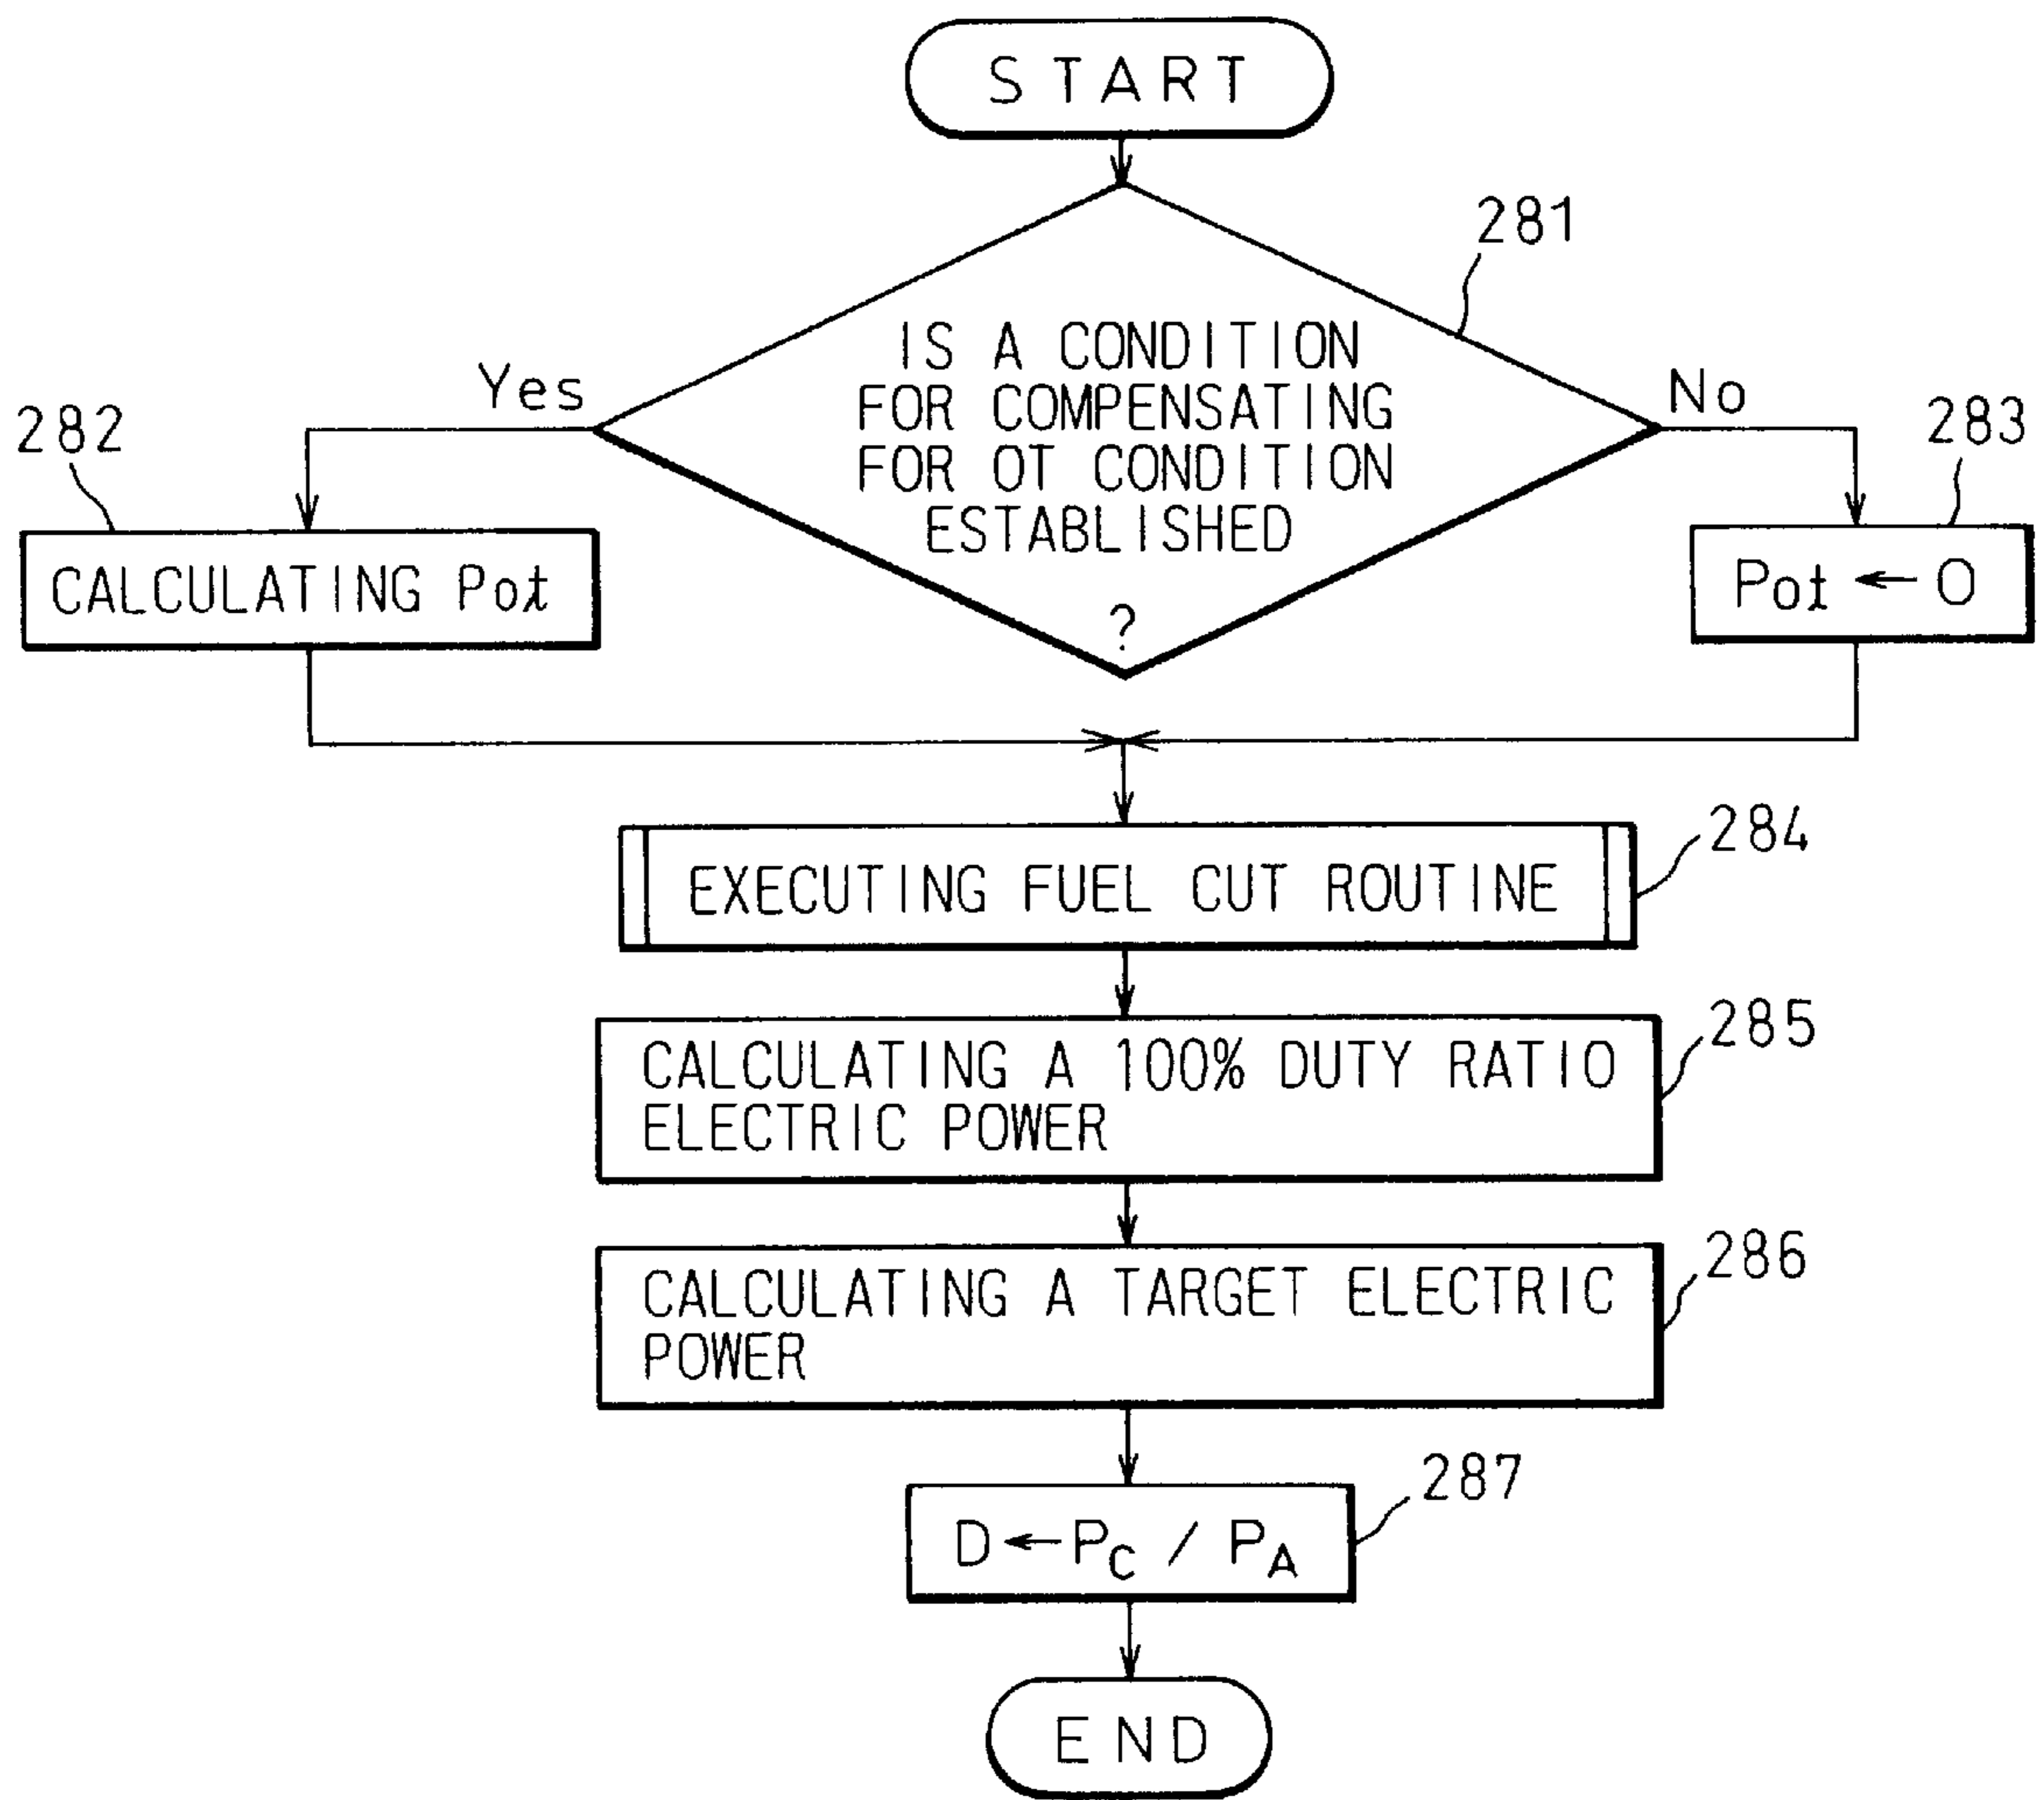 START
281
IS A CONDITION
FOR COMPENSATING
FOR OT CONDITION
ESTABLISHED
?
Yes
No
282
CALCULATING Pot
283
Pot ← 0
284
EXECUTING FUEL CUT ROUTINE
285
CALCULATING A 100% DUTY RATIO
ELECTRIC POWER
286
CALCULATING A TARGET ELECTRIC
POWER
287
D ← PC / PA
END